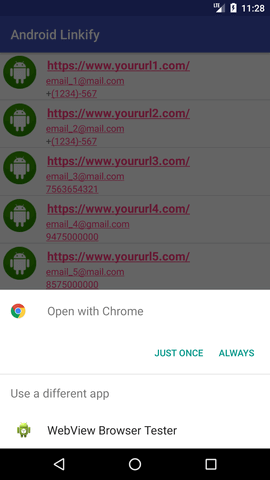 LTE 11:28
Android Linkify
https://www.yoururl1.com/
email_1@mail.com
+(1234)-567
https://www.yoururl2.com/
email_2@mail.com
+(1234)-567
https://www.yoururl3.com/
email_3@mail.com
7563654321
https://www.yoururl4.com/
email_4@gmail.com
9475000000
https://www.yoururl5.com/
email_5@mail.com
8575000000
Open with Chrome
JUST ONCE ALWAYS
Use a different app
WebView Browser Tester